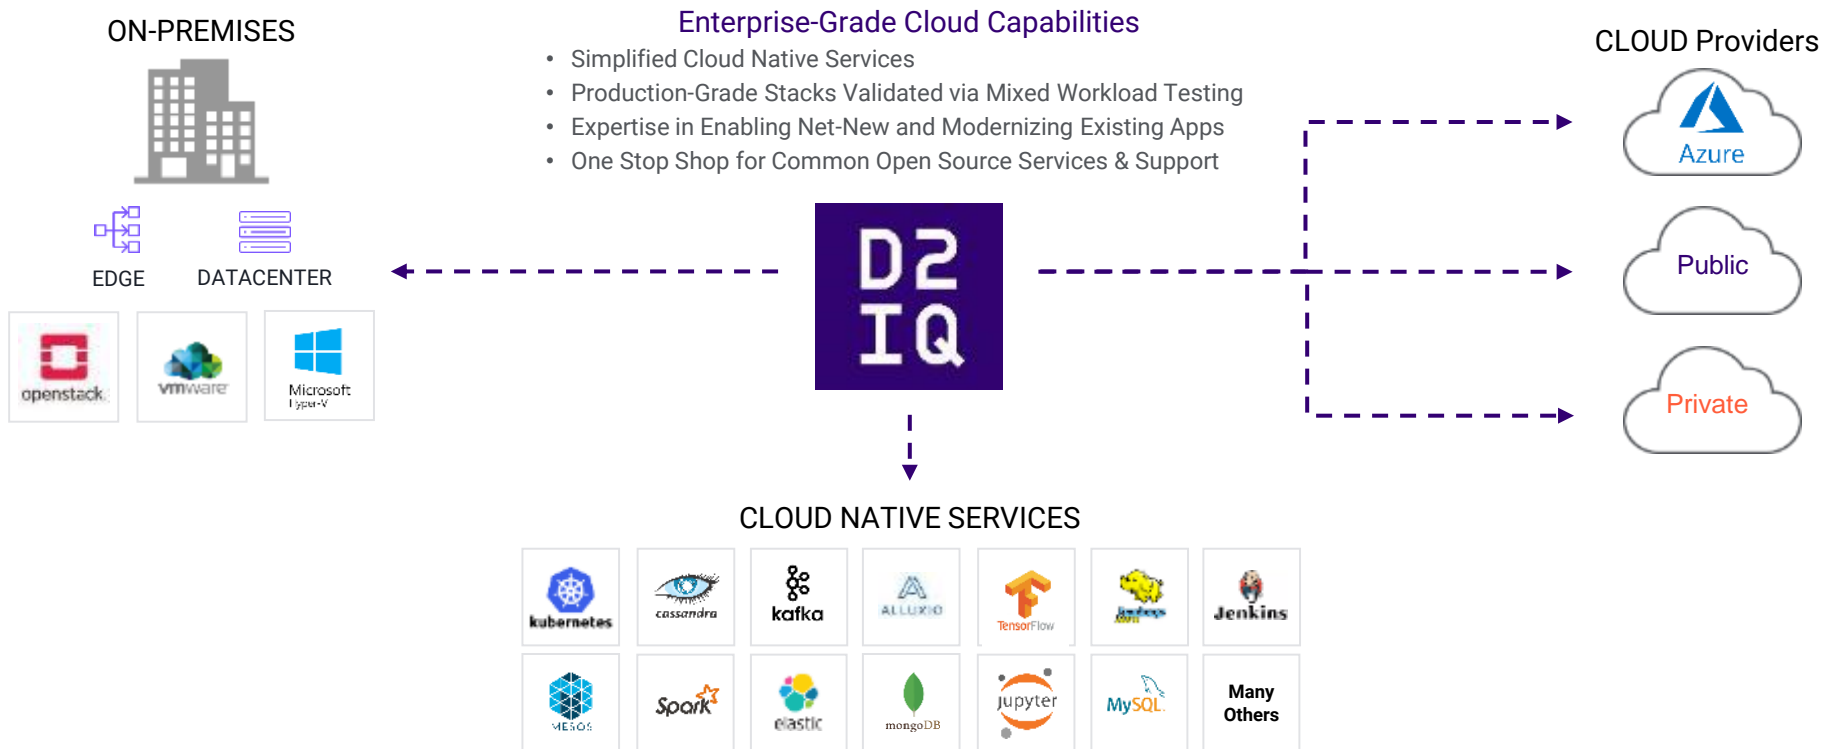 ON-PREMISES
EDGE
DATACENTER
openstack.
vmware
Microsoft
Hyper-V
Enterprise-Grade Cloud Capabilities
• Simplified Cloud Native Services
• Production-Grade Stacks Validated via Mixed Workload Testing
• Expertise in Enabling Net-New and Modernizing Existing Apps
• One Stop Shop for Common Open Source Services & Support
D2
IQ
CLOUD Providers
Azure
Public
Private
CLOUD NATIVE SERVICES
kubernetes
cassandra
kafka
ALLUXIO
TensorFlow
Jenkins
MESOS
Spark
elastic
mongoDB
jupyter
MySQL
Many
Others